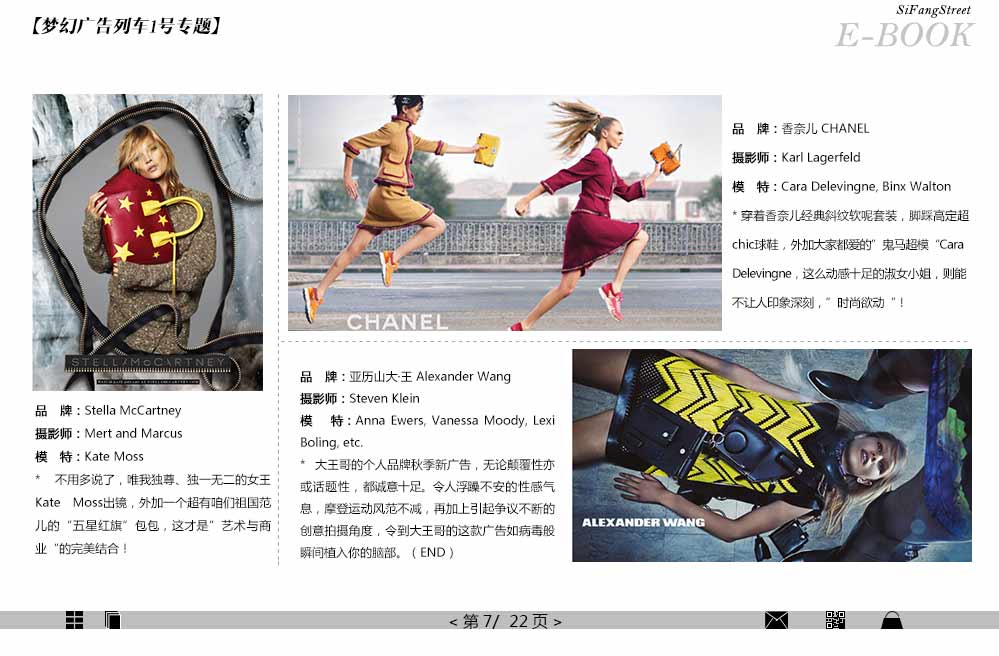 【梦幻广告列车1号专题】
SiFangStreet
E-BOOK
STELLA McCARTNEY
品　牌：Stella McCartney
摄影师：Mert and Marcus
模　特：Kate Moss
*　不用多说了，唯我独尊、独一无二的女王
Kate　Moss出镜，外加一个超有咱们祖国范
儿的“五星红旗”包包，这才是”艺术与商
业“的完美结合！
CHANEL
品　牌：香奈儿 CHANEL
摄影师：Karl Lagerfeld
模　特：Cara Delevingne, Binx Walton
* 穿着香奈儿经典斜纹软呢套装，脚踩高定超
chic球鞋，外加大家都爱的”鬼马超模“Cara
Delevingne，这么动感十足的淑女小姐，则能
不让人印象深刻，”时尚欲动“！
品　牌：亚历山大·王 Alexander Wang
摄影师：Steven Klein
模　特：Anna Ewers, Vanessa Moody, Lexi
Boling, etc.
*　大王哥的个人品牌秋季新广告，无论颠覆性亦
或话题性，都诚意十足。令人浮躁不安的性感气
息，摩登运动风范不减，再加上引起争议不断的
创意拍摄角度，令到大王哥的这款广告如病毒般
瞬间植入你的脑部。（END）
ALEXANDER WANG
< 第 7/ 22 页 >